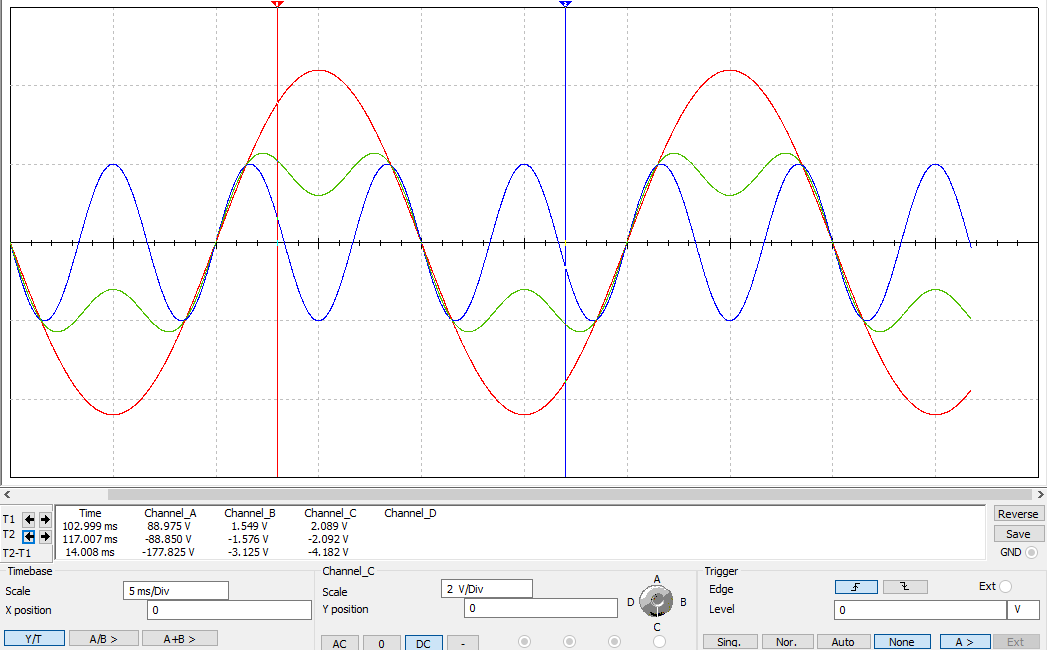 1 2
< >
T1
T2
T2-T1
Time Channel_A Channel_B Channel_C Channel_D
102.999 ms 88.975 V 1.549 V 2.089 V
117.007 ms -88.850 V -1.576 V -2.092 V
14.008 ms -177.825 V -3.125 V -4.182 V
Reverse
Save
GND
Timebase
Scale 5 ms/Div
X position 0
Y/T A/B > A+B >
Channel_C
Scale 2 V/Div
Y position 0
AC 0 DC -
A
D B
C
Trigger
Edge Ext
Level 0 V
Sing. Nor. Auto None A > Ext